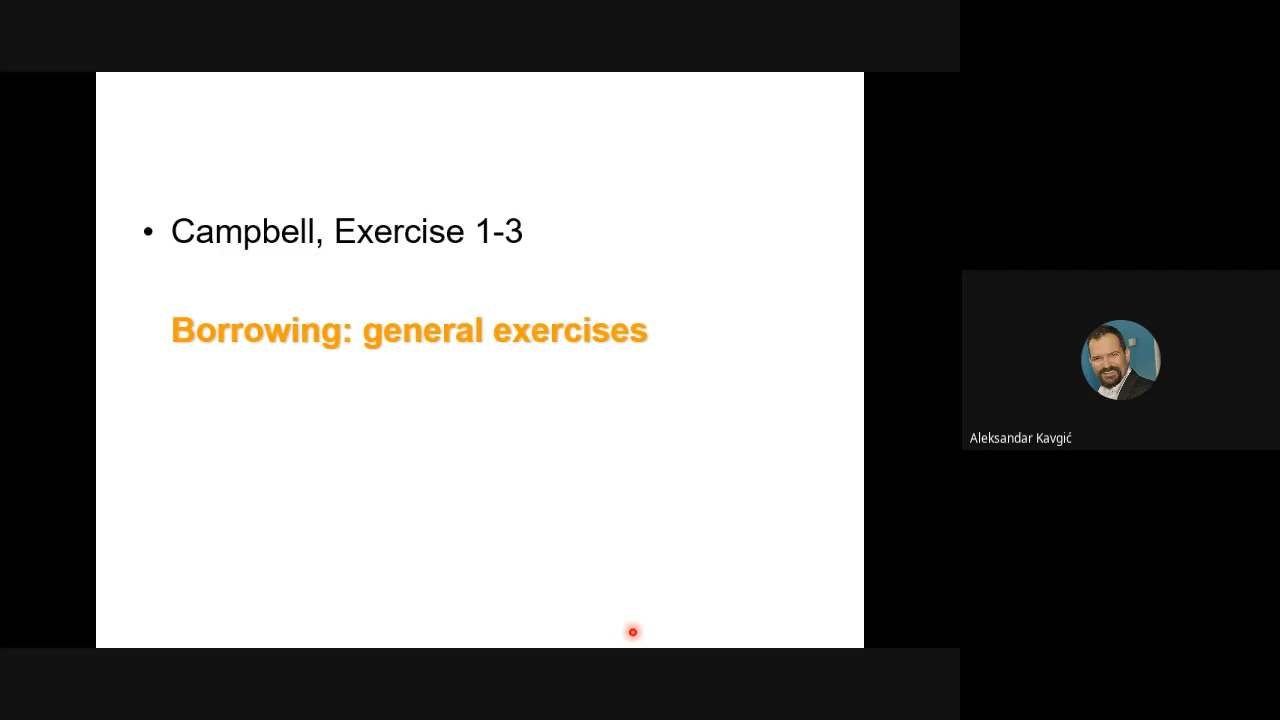 • Campbell, Exercise 1-3
Borrowing: general exercises
Aleksandar Kavgić